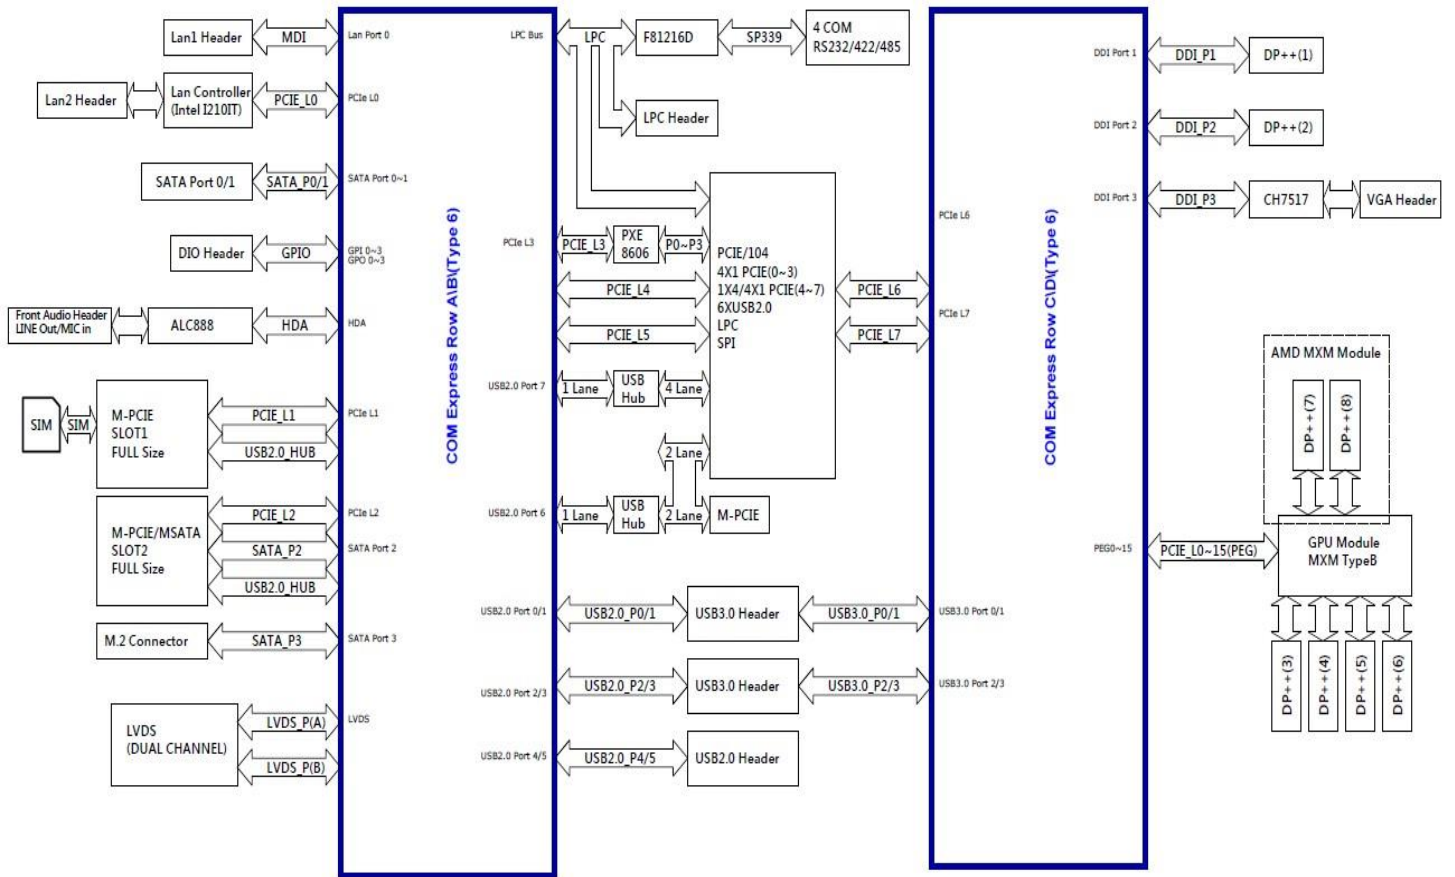 Lan1 Header
MDI
Lan Port 0
Lan2 Header
Lan Controller
(Intel I210IT)
PCIE_L0
PCIe L0
SATA Port 0/1
SATA_P0/1
SATA Port 0~1
DIO Header
GPIO
GPI 0~3
GPO 0~3
Front Audio Header
LINE Out/MIC in
ALC888
HDA
HDA
SIM
SIM
M-PCIE
SLOT1
FULL Size
PCIE_L1
USB2.0_HUB
PCIe L1
M-PCIE/MSATA
SLOT2
FULL Size
PCIE_L2
SATA_P2
USB2.0_HUB
PCIe L2
SATA Port 2
M.2 Connector
SATA_P3
SATA Port 3
LVDS
(DUAL CHANNEL)
LVDS_P(A)
LVDS_P(B)
LVDS
COM Express Row A\B\(Type 6)
LPC Bus
LPC
F81216D
SP339
4 COM
RS232/422/485
LPC Header
PCIe L3
PCIE_L3
PXE
8606
P0~P3
PCIE_L4
PCIE_L5
PCIE/104
4X1 PCIE(0~3)
1X4/4X1 PCIE(4~7)
6XUSB2.0
LPC
SPI
USB2.0 Port 7
1 Lane
USB
Hub
4 Lane
2 Lane
USB2.0 Port 6
1 Lane
USB
Hub
2 Lane
M-PCIE
USB2.0 Port 0/1
USB2.0_P0/1
USB3.0 Header
USB3.0_P0/1
USB3.0 Port 0/1
USB2.0 Port 2/3
USB2.0_P2/3
USB3.0 Header
USB3.0_P2/3
USB3.0 Port 2/3
USB2.0 Port 4/5
USB2.0_P4/5
USB2.0 Header
PCIE_L6
PCIE_L7
PCIe L6
PCIe L7
COM Express Row C\D\(Type 6)
DDI Port 1
DDI_P1
DP++(1)
DDI Port 2
DDI_P2
DP++(2)
DDI Port 3
DDI_P3
CH7517
VGA Header
AMD MXM Module
DP++(7)
DP++(8)
PEG0~15
PCIE_L0~15(PEG)
GPU Module
MXM TypeB
DP++(3)
DP++(4)
DP++(5)
DP++(6)